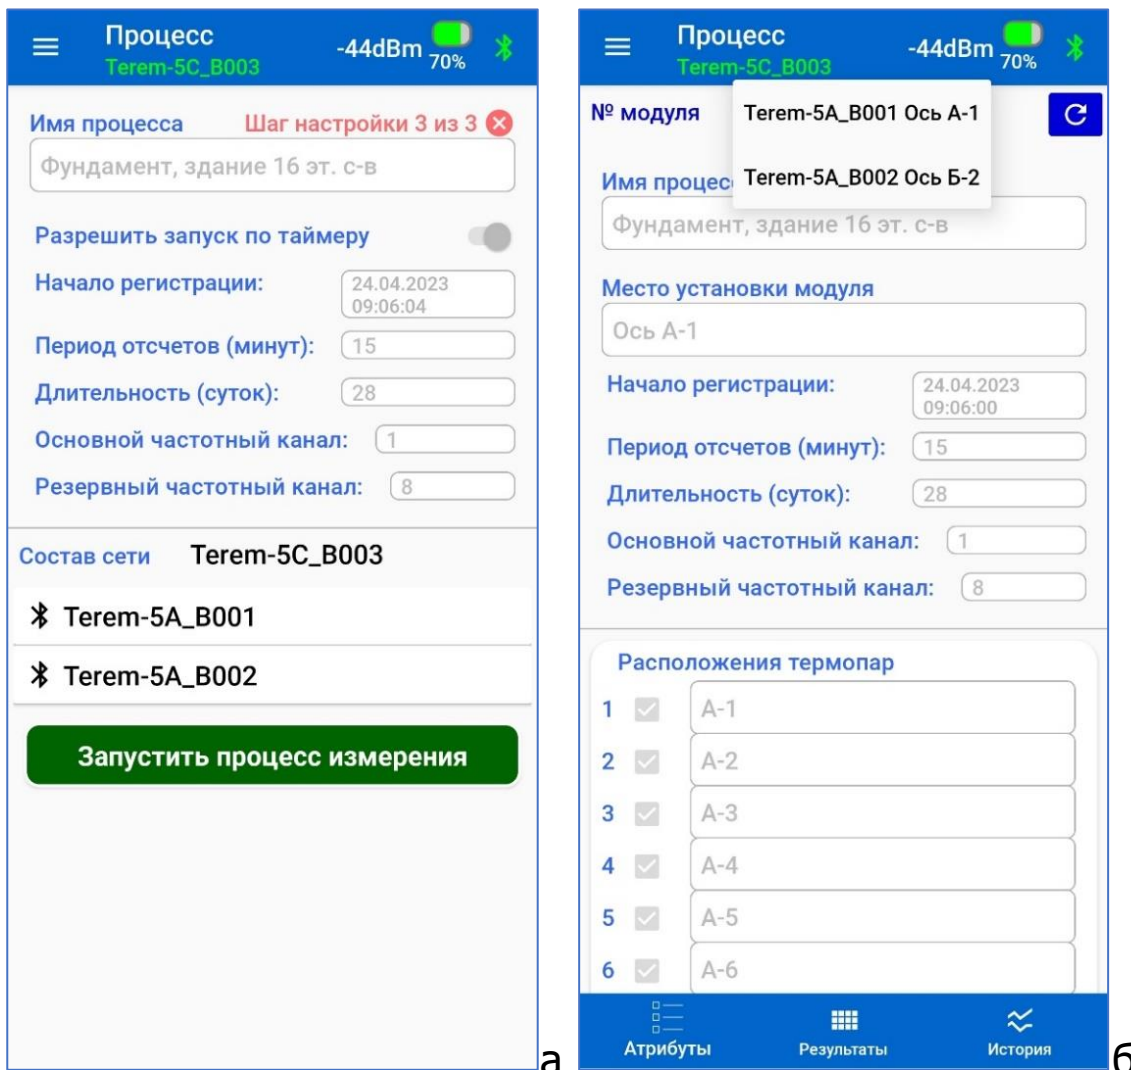 Процесс
Terem-5C_B003
-44dBm
70%
Имя процесса
Шаг настройки 3 из 3
Фундамент, здание 16 эт. с-в
Разрешить запуск по таймеру
Начало регистрации:
24.04.2023
09:06:04
Период отсчетов (минут):
15
Длительность (суток):
28
Основной частотный канал:
1
Резервный частотный канал:
8
Состав сети
Terem-5C_B003
Terem-5A_B001
Terem-5A_B002
Запустить процесс измерения
а
Процесс
Terem-5C_B003
-44dBm
70%
№ модуля
Terem-5A_B001 Ось А-1
Terem-5A_B002 Ось Б-2
Имя процес
Фундамент, здание 16 эт. с-в
Место установки модуля
Ось А-1
Начало регистрации:
24.04.2023
09:06:00
Период отсчетов (минут):
15
Длительность (суток):
28
Основной частотный канал:
1
Резервный частотный канал:
8
Расположения термопар
1 А-1
2 А-2
3 А-3
4 А-4
5 А-5
6 А-6
Атрибуты
Результаты
История
б